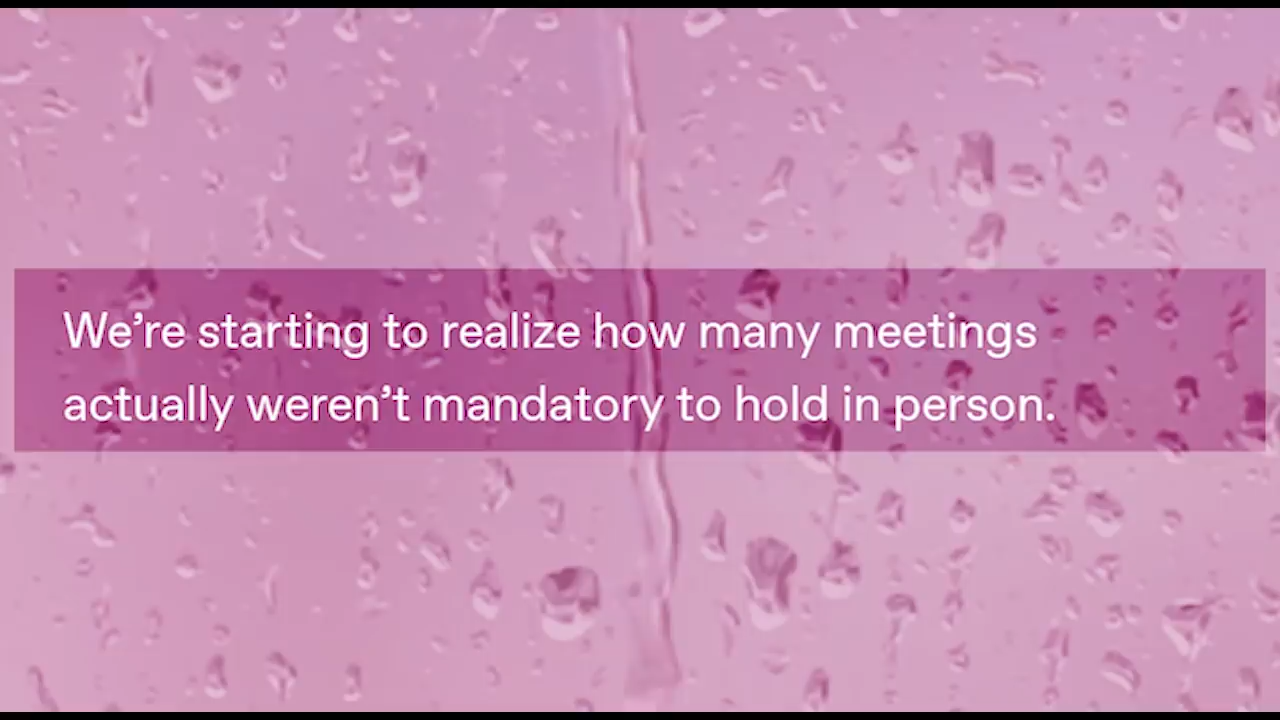 We’re starting to realize how many meetings
actually weren’t mandatory to hold in person.